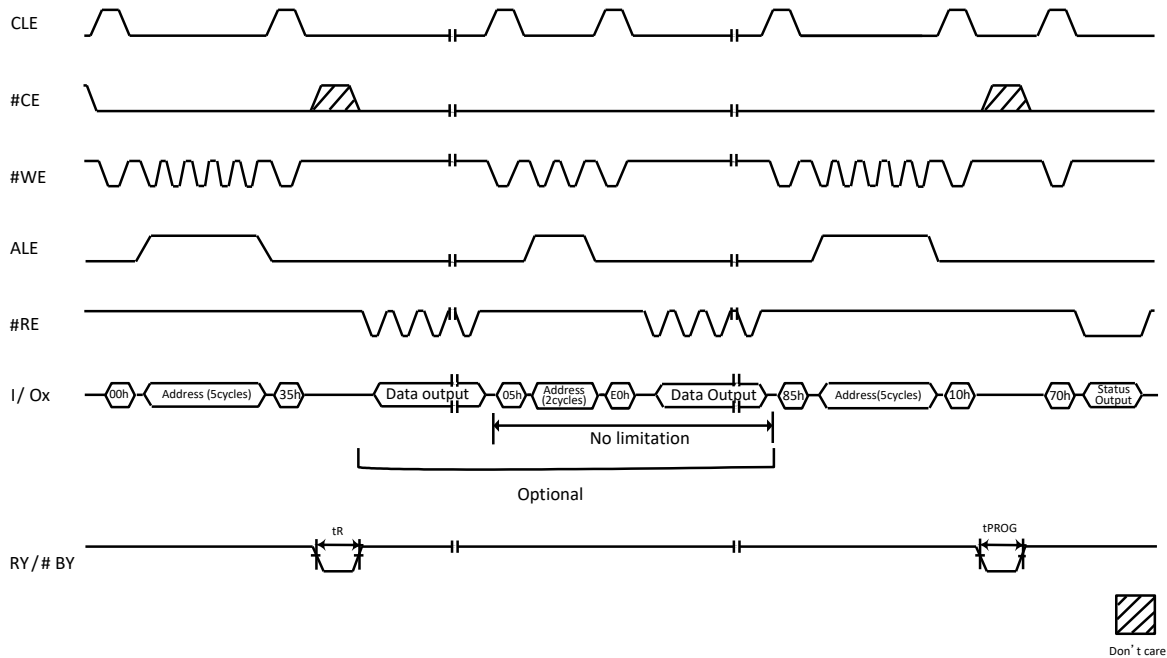 CLE
#CE
#WE
ALE
#RE
I/ Ox
00h
Address (5cycles)
35h
Data output
05h
Address
(2cycles)
E0h
Data Output
85h
Address(5cycles)
10h
70h
Status
Output
No limitation
Optional
RY/# BY
tR
tPROG
Don’t care